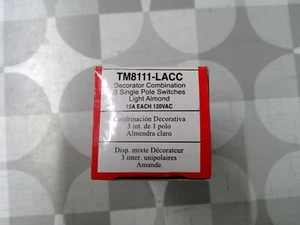 TM8111-LACC
Decorator Combination
3 Single Pole Switches
Light Almond
15A EACH 120VAC
Combinación Decorativa
3 int. de 1 polo
Almendra claro
Disp. mixte Décorateur
3 inter. unipolaires
Amande